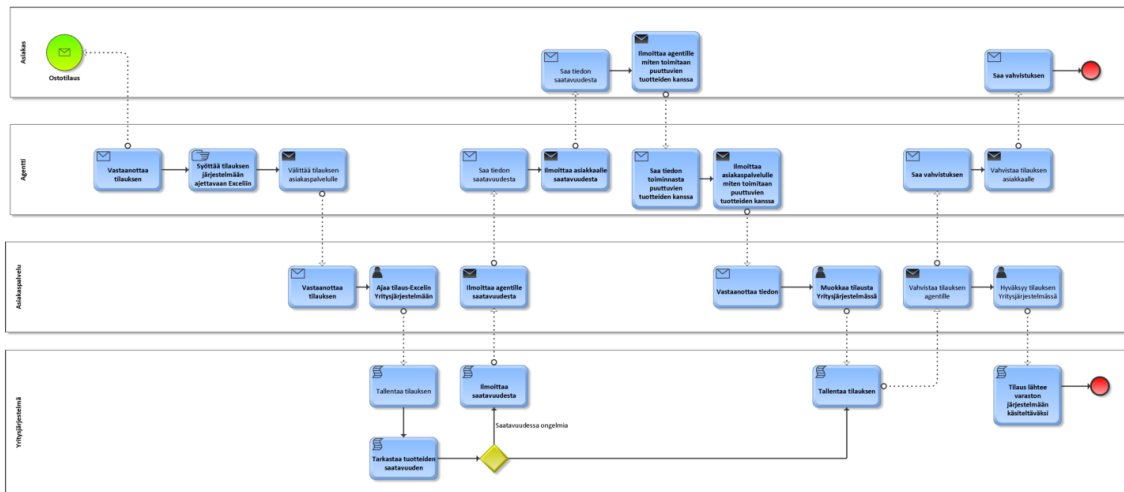 Asiakas
Ostotilaus
Saa tiedon
saatavuudesta
Ilmoittaa agentille
miten toimitaan
puuttuvien
tuotteiden kanssa
Saa vahvistuksen
Agentti
Vastaanottaa
tilauksen
Syöttää tilauksen
järjestelmään
ajettavaan Exceliin
Välittää tilauksen
asiakaspalvelulle
Saa tiedon
saatavuudesta
Ilmoittaa asiakkaalle
saatavuudesta
Saa tiedon
toiminnasta
puuttuvien
tuotteiden kanssa
Ilmoittaa
asiakaspalvelulle
miten toimitaan
puuttuvien
tuotteiden kanssa
Saa vahvistuksen
Vahvistaa tilauksen
asiakkaalle
Asiakaspalvelu
Vastaanottaa
tilauksen
Ajaa tilaus-Excelin
Yritysjärjestelmään
Ilmoittaa agentille
saatavuudesta
Vastaanottaa tiedon
Muokkaa tilausta
Yritysjärjestelmässä
Vahvistaa tilauksen
agentille
Hyväksyy tilauksen
Yritysjärjestelmässä
Yritysjärjestelmä
Tallentaa tilauksen
Ilmoittaa
saatavuudesta
Tallentaa tilauksen
Tilaus lähtee
varaston
järjestelmään
käsiteltäväksi
Saatavuudessa ongelmia
Tarkastaa tuotteiden
saatavuuden